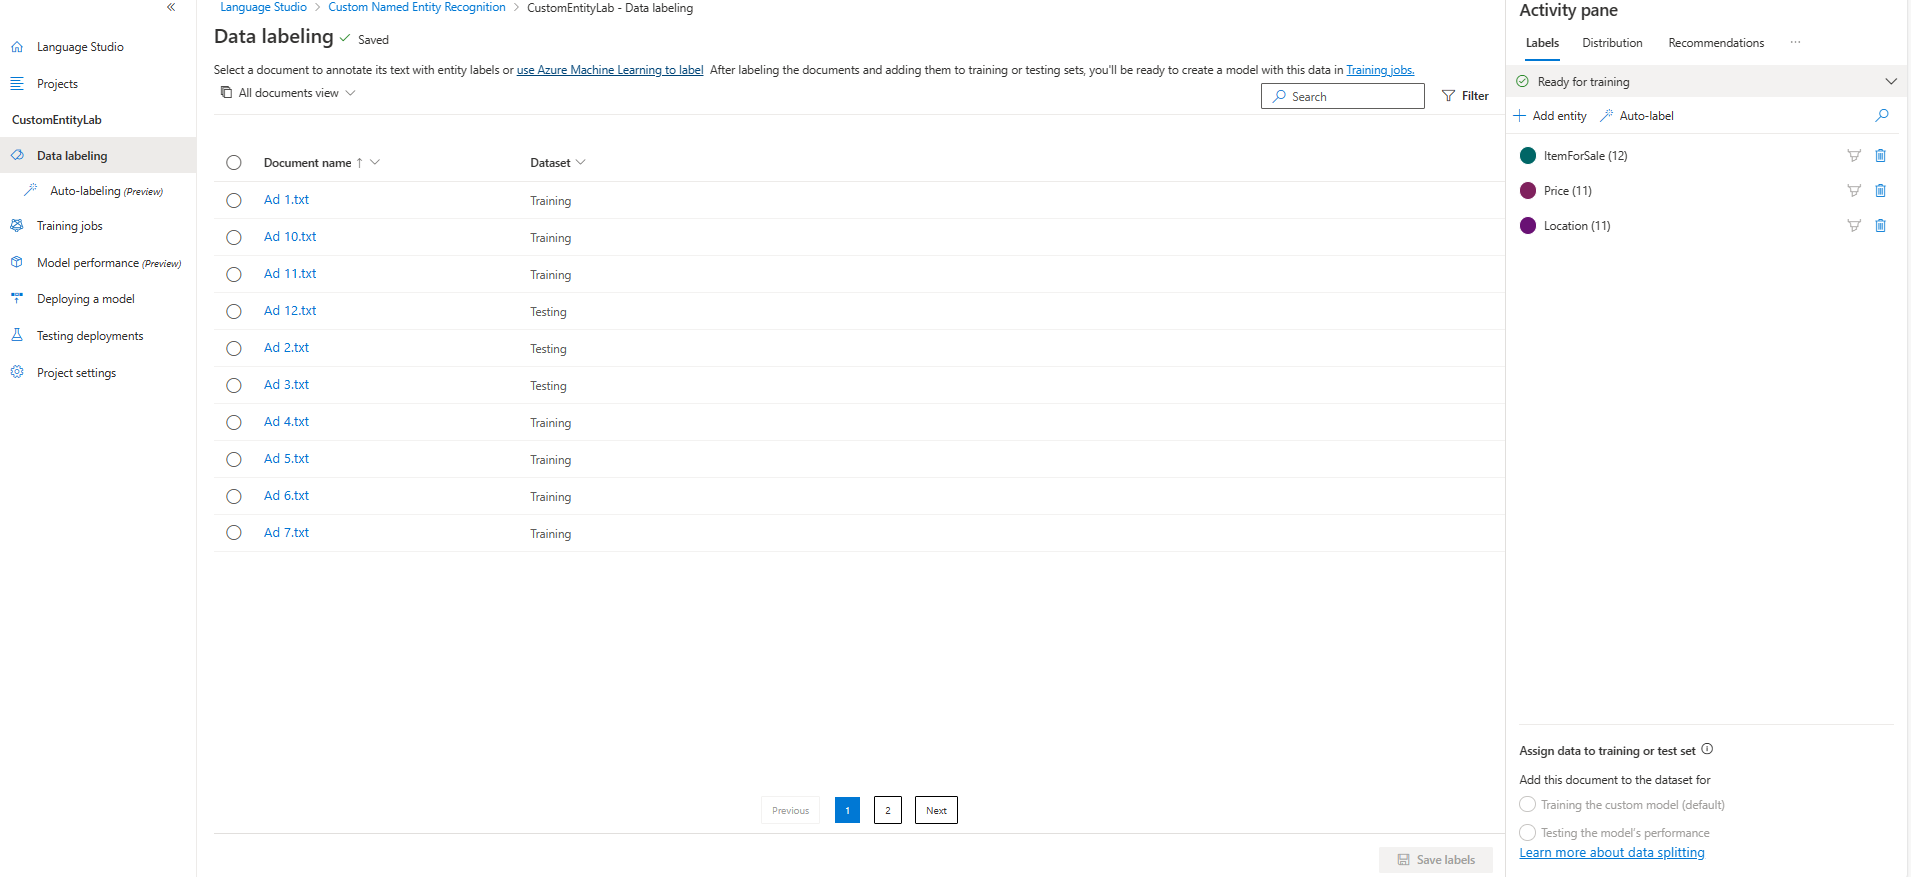 Language Studio
Projects
CustomEntityLab
Data labeling
Auto-labeling (Preview)
Training jobs
Model performance (Preview)
Deploying a model
Testing deployments
Project settings
Language Studio > Custom Named Entity Recognition > CustomEntityLab - Data labeling
Data labeling Saved
Select a document to annotate its text with entity labels or use Azure Machine Learning to label After labeling the documents and adding them to training or testing sets, you'll be ready to create a model with this data in Training jobs.
All documents view
Search
Filter
Document name ↑ Dataset
Ad 1.txt Training
Ad 10.txt Training
Ad 11.txt Training
Ad 12.txt Testing
Ad 2.txt Testing
Ad 3.txt Testing
Ad 4.txt Training
Ad 5.txt Training
Ad 6.txt Training
Ad 7.txt Training
Previous 1 2 Next
Save labels
Activity pane
Labels Distribution Recommendations ...
Ready for training
Add entity Auto-label
ItemForSale (12)
Price (11)
Location (11)
Assign data to training or test set
Add this document to the dataset for
Training the custom model (default)
Testing the model's performance
Learn more about data splitting